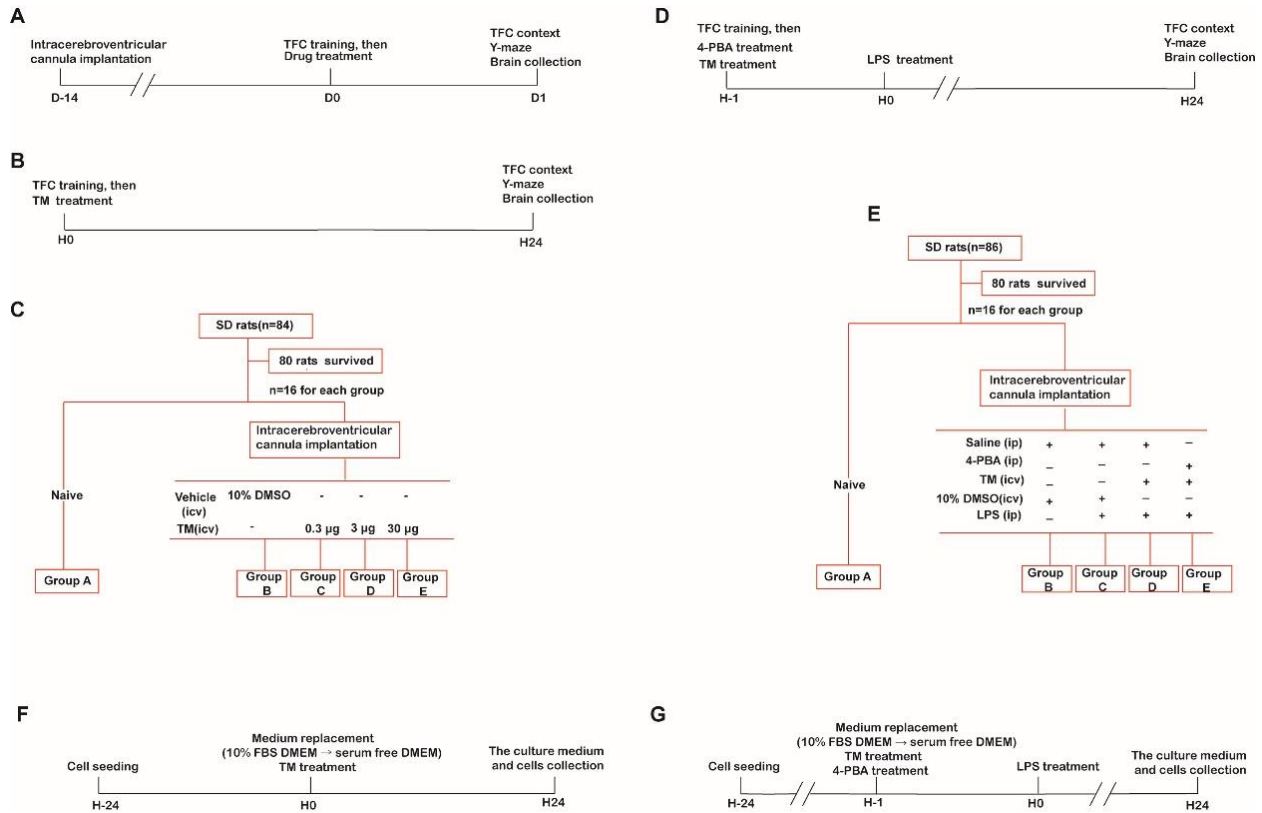 A
Intracerebroventricular
cannula implantation
TFC training, then
Drug treatment
TFC context
Y-maze
Brain collection
D-14
D0
D1
B
TFC training, then
TM treatment
TFC context
Y-maze
Brain collection
H0
H24
C
SD rats(n=84)
80 rats survived
n=16 for each group
Intracerebroventricular
cannula implantation
Naive
Vehicle 10% DMSO - - -
(icv)
TM(icv) - 0.3 μg 3 μg 30 μg
Group A
Group
B
Group
C
Group
D
Group
E
D
TFC training, then
4-PBA treatment
TM treatment
LPS treatment
TFC context
Y-maze
Brain collection
H-1
H0
H24
E
SD rats(n=86)
80 rats survived
n=16 for each group
Intracerebroventricular
cannula implantation
Naive
Saline (ip) + + + –
4-PBA (ip) – – – +
TM (icv) – – + +
10% DMSO(icv) + + – –
LPS (ip) – + + +
Group A
Group
B
Group
C
Group
D
Group
E
F
Cell seeding
Medium replacement
(10% FBS DMEM → serum free DMEM)
TM treatment
The culture medium
and cells collection
H-24
H0
H24
G
Cell seeding
Medium replacement
(10% FBS DMEM → serum free DMEM)
TM treatment
4-PBA treatment
LPS treatment
The culture medium
and cells collection
H-24
H-1
H0
H24